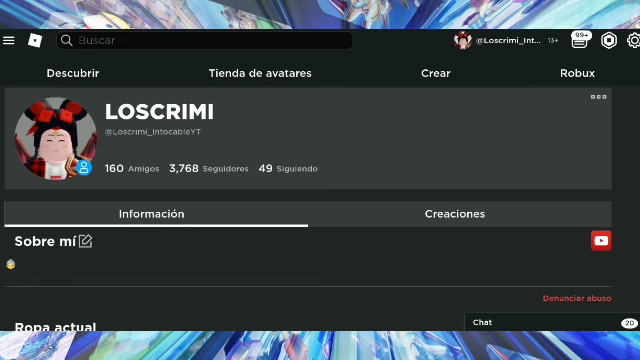 Buscar
@Loscrimi_Into... 13+
99+
Descubrir Tienda de avatares Crear Robux
LOSCRIMI
@Loscrimi_IntocableYT
160 Amigos 3,768 Seguidores 49 Siguiendo
Información Creaciones
Sobre mí
Denunciar abuso
Ropa actual
Chat 20